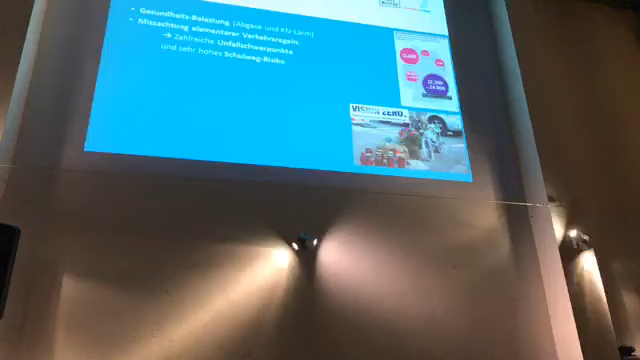 • Gesundheits-Belastung (Abgase und Kfz-Lärm)
• Missachtung elementarer Verkehrsregeln:
→ Zahlreiche Unfallschwerpunkte
und sehr hohes Schulweg-Risiko
VISION ZERO.